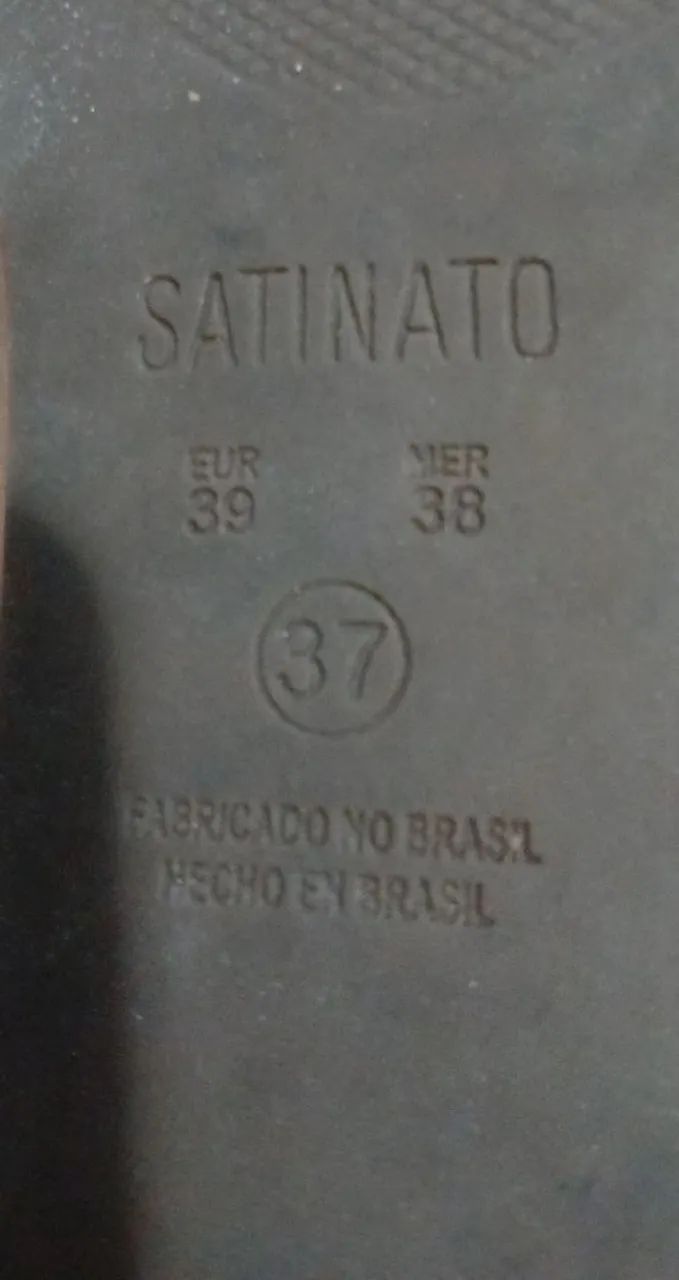 SATINATO
EUR MER
39 38
37
FABRICADO NO BRASIL
HECHO EN BRASIL